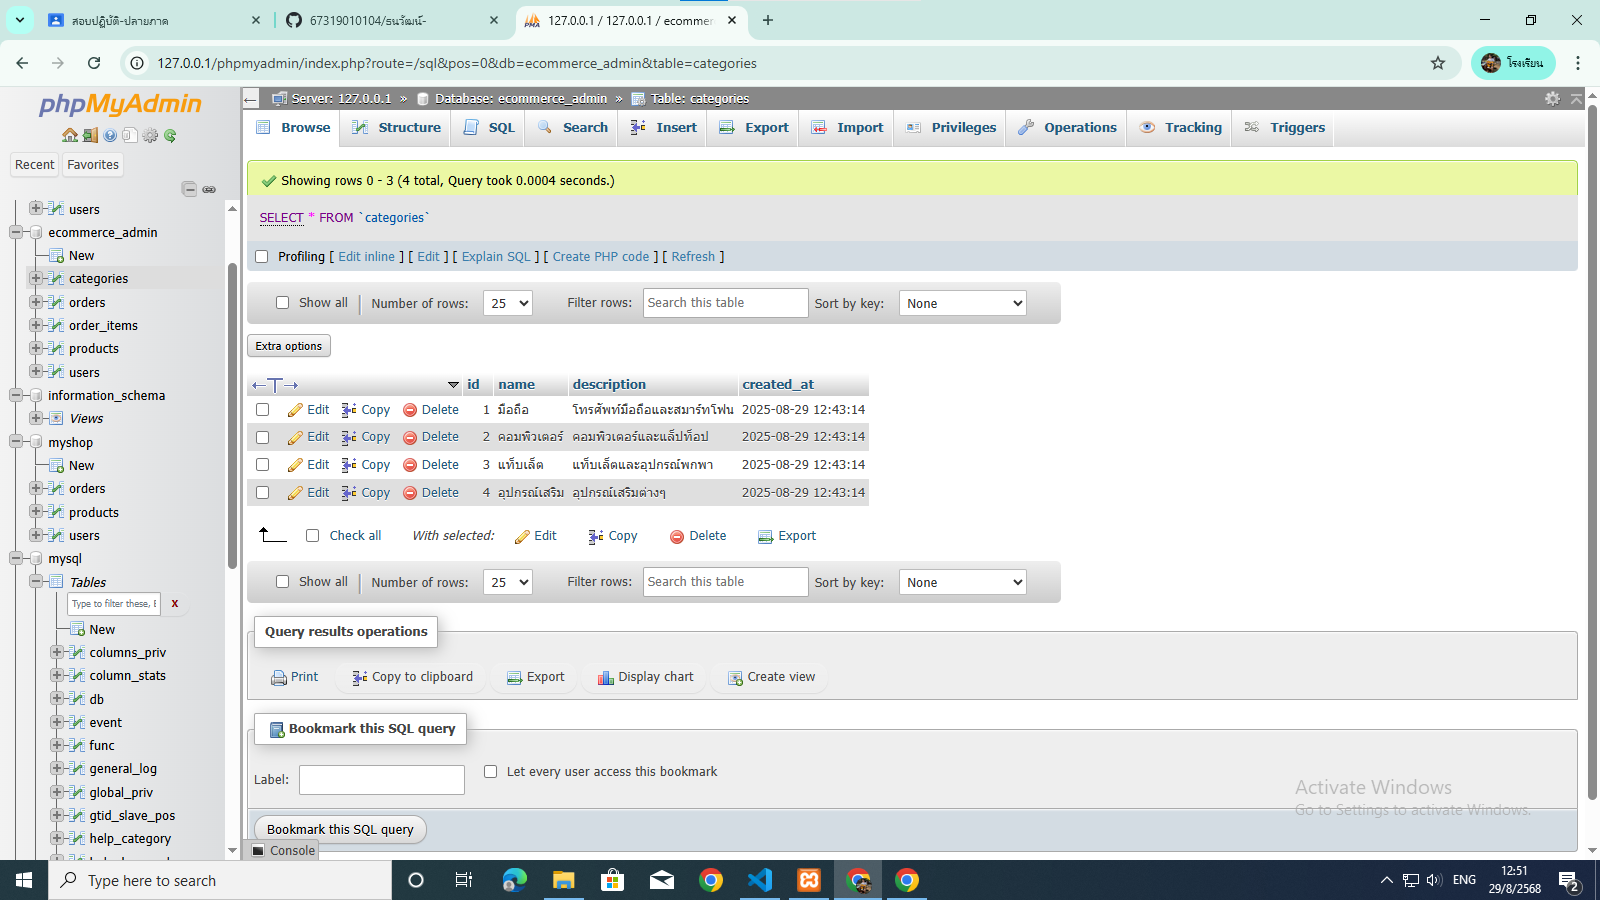 สอบปฏิบัติ-ปลายภาค
67319010104/ธนวัฒน์-
127.0.0.1 / 127.0.0.1 / ecommer
127.0.0.1/phpmyadmin/index.php?route=/sql&pos=0&db=ecommerce_admin&table=categories
โรงเรียน
phpMyAdmin
Server: 127.0.0.1 » Database: ecommerce_admin » Table: categories
Browse Structure SQL Search Insert Export Import Privileges Operations Tracking Triggers
Recent Favorites
users
ecommerce_admin
New
categories
orders
order_items
products
users
information_schema
Views
myshop
New
orders
products
users
mysql
Tables
Type to filter these, E X
New
columns_priv
column_stats
db
event
func
general_log
global_priv
gtid_slave_pos
help_category
Showing rows 0 - 3 (4 total, Query took 0.0004 seconds.)
SELECT * FROM `categories`
Profiling [ Edit inline ] [ Edit ] [ Explain SQL ] [ Create PHP code ] [ Refresh ]
Show all Number of rows: 25 Filter rows: Search this table Sort by key: None
Extra options
←T→ id name description created_at
Edit Copy Delete 1 มือถือ โทรศัพท์มือถือและสมาร์ทโฟน 2025-08-29 12:43:14
Edit Copy Delete 2 คอมพิวเตอร์ คอมพิวเตอร์และแล็ปท็อป 2025-08-29 12:43:14
Edit Copy Delete 3 แท็บเล็ต แท็บเล็ตและอุปกรณ์พกพา 2025-08-29 12:43:14
Edit Copy Delete 4 อุปกรณ์เสริม อุปกรณ์เสริมต่างๆ 2025-08-29 12:43:14
Check all With selected: Edit Copy Delete Export
Show all Number of rows: 25 Filter rows: Search this table Sort by key: None
Query results operations
Print Copy to clipboard Export Display chart Create view
Bookmark this SQL query
Label: Let every user access this bookmark
Bookmark this SQL query
Console
Activate Windows
Go to Settings to activate Windows.
Type here to search
ENG
12:51
29/8/2568
2